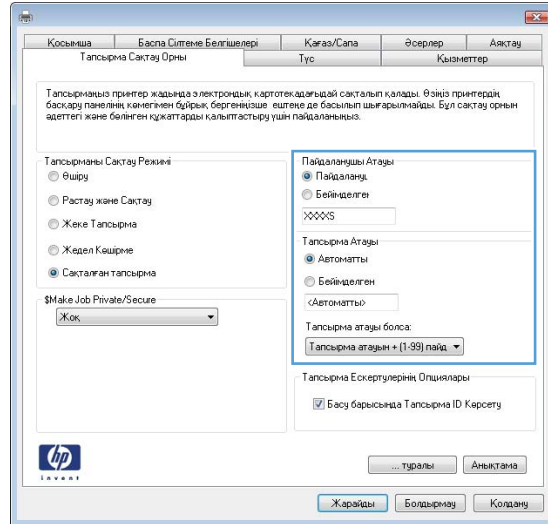 Қосымша
Баспа Сілтеме Белгішелері
Қағаз/Сапа
Әсерлер
Аяқтау
Тапсырма Сақтау Орны
Түс
Қызметтер
Тапсырмаңыз принтер жадында электрондық картотекадағыдай сақталып қалады. Өзіңіз принтердің
басқару панелінің көмегімен бұйрық бергеніңізше ештеңе де басылып шығарылмайды. Бұл сақтау орнын
әдеттегі және бөлінген құжаттарды қалыптастыру үшін пайдаланыңыз.
Тапсырманы Сақтау Режимі
Өшіру
Растау және Сақтау
Жеке Тапсырма
Жедел Көшірме
Сақталған тапсырма
$Make Job Private/Secure
Жоқ
Пайдаланушы Атауы
Пайдалану
Бейімделген
XXXXS
Тапсырма Атауы
Автоматты
Бейімделген
<Автоматты>
Тапсырма атауы болса:
Тапсырма атауын + (1-99) пайд
Тапсырма Ескертулерінің Опциялары
Басу барысында Тапсырма ID Көрсету
hp
invent
... туралы
Анықтама
Жарайды
Болдырмау
Қолдану